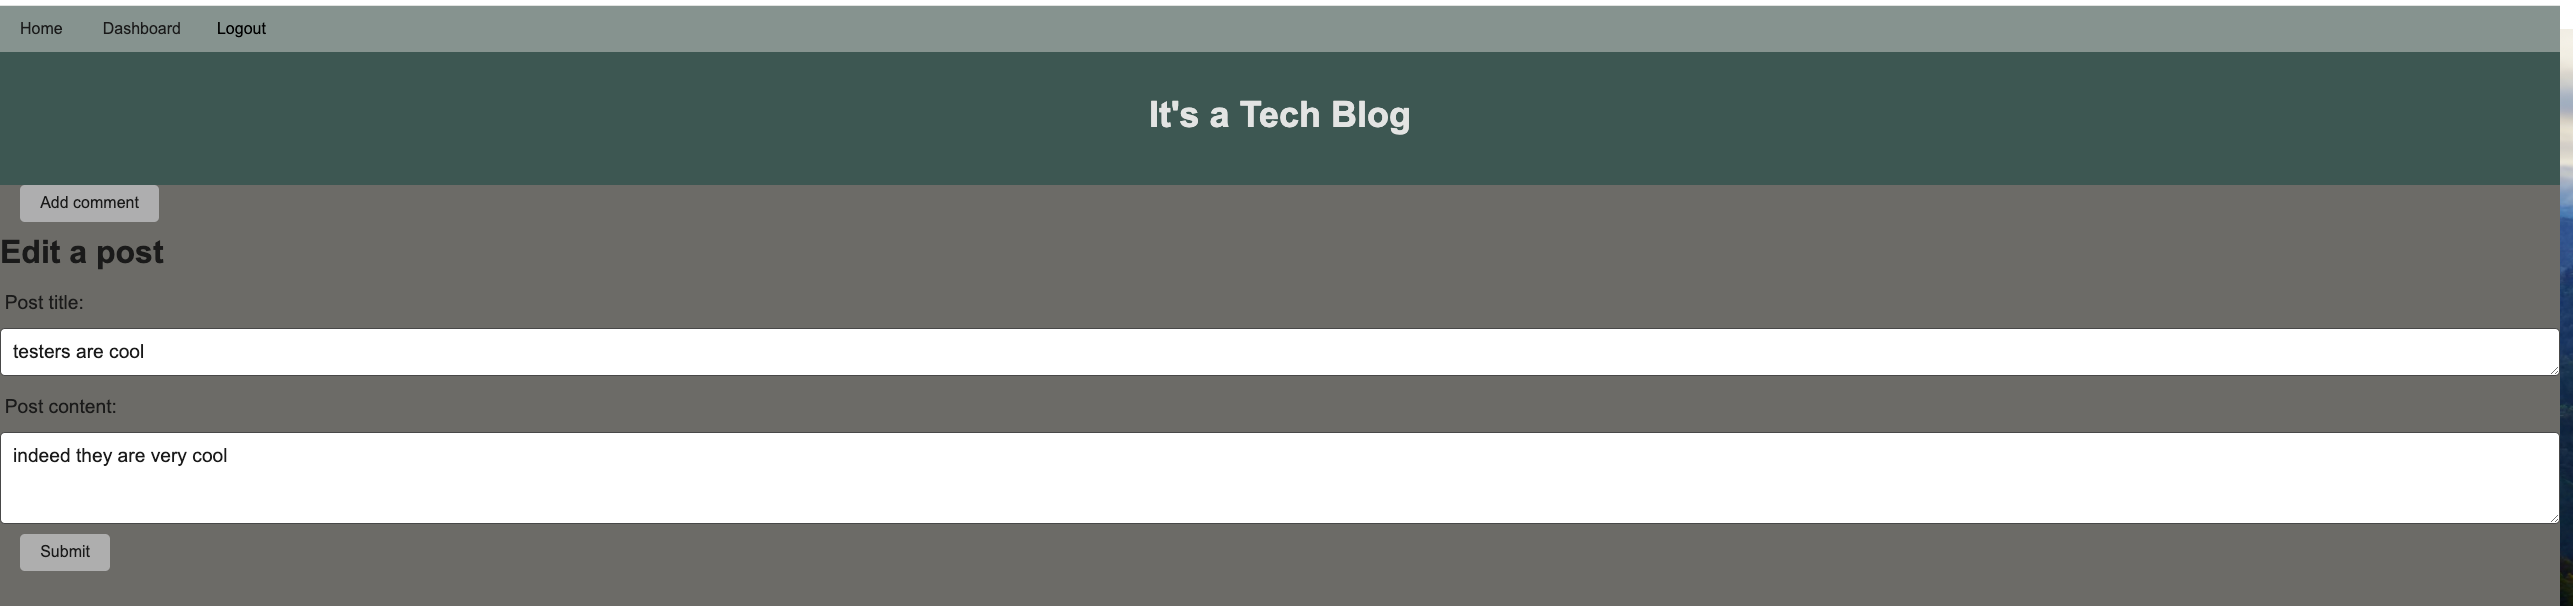 Home Dashboard Logout
It's a Tech Blog
Add comment
Edit a post
Post title:
testers are cool
Post content:
indeed they are very cool
Submit